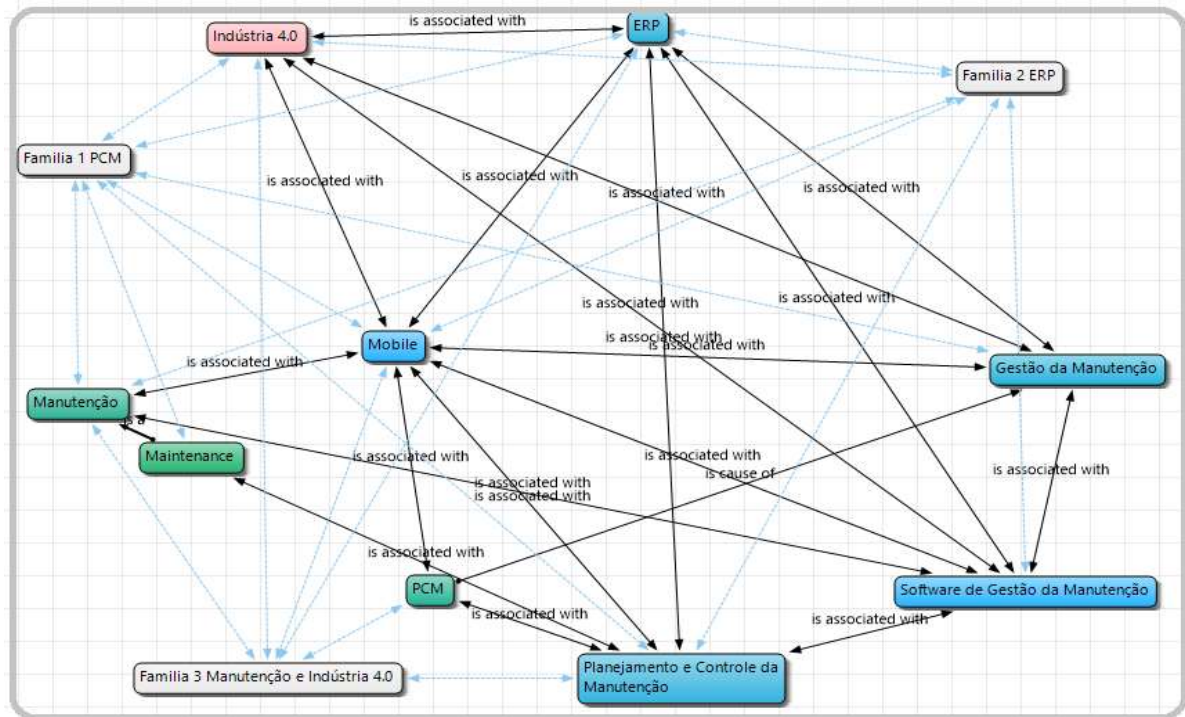 is associated with
ERP
Indústria 4.0
Familia 2 ERP
Familia 1 PCM
is associated with
is associated with
is associated with
is associated with
is associated with
is associated with
is associated with
is associated with
Mobile
is associated with
Gestão da Manutenção
Manutenção
is a
Maintenance
is associated with
is associated with
is cause of
is associated with
is associated with
is associated with
is associated with
PCM
Software de Gestão da Manutenção
is associated with
is associated with
Familia 3 Manutenção e Indústria 4.0
Planejamento e Controle da
Manutenção